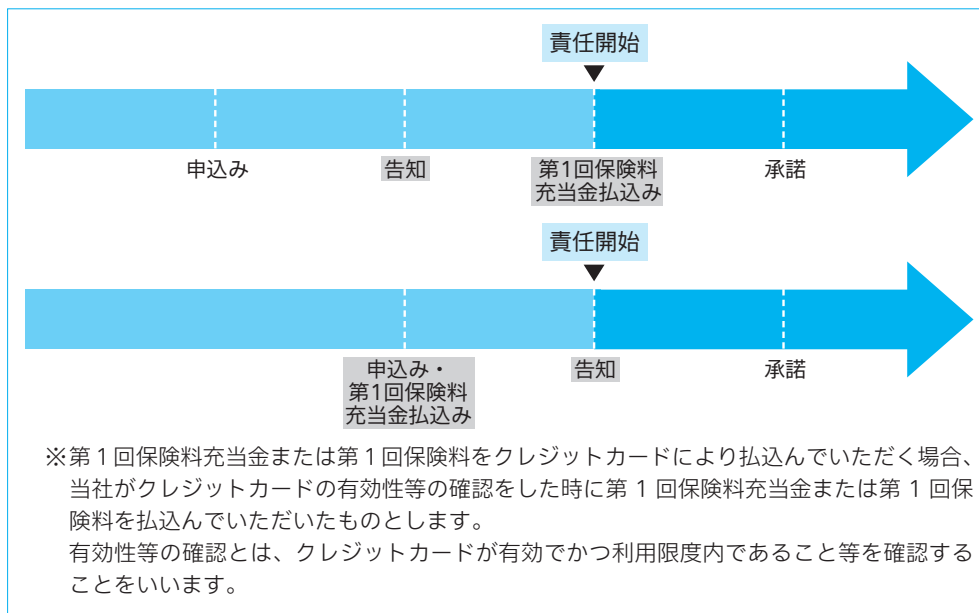 責任開始
申込み
告知
第1回保険料
充当金払込み
承諾
責任開始
申込み・
第1回保険料
充当金払込み
告知
承諾
※第1回保険料充当金または第1回保険料をクレジットカードにより払込んでいただく場合、
当社がクレジットカードの有効性等の確認をした時に第 1 回保険料充当金または第 1 回保
険料を払込んでいただいたものとします。
有効性等の確認とは、クレジットカードが有効でかつ利用限度内であること等を確認する
ことをいいます。